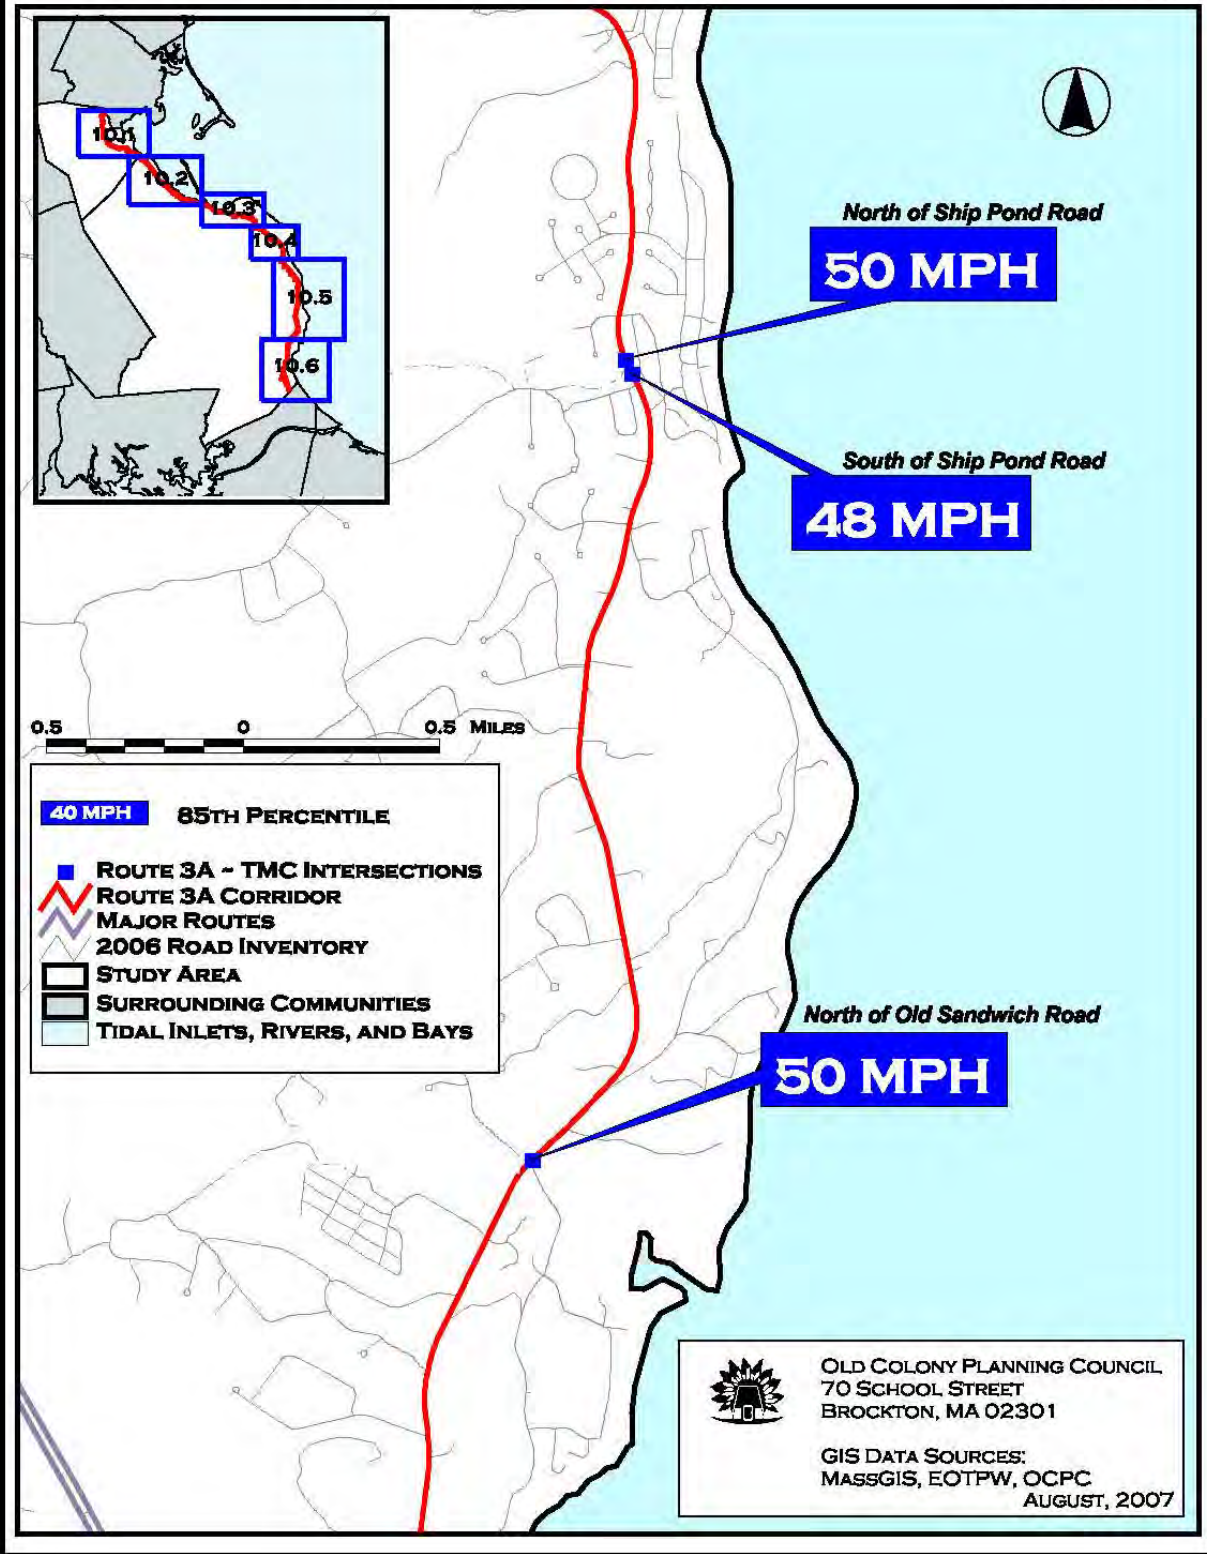 10.1
10.2
10.3
10.4
10.5
10.6
North of Ship Pond Road
50 MPH
South of Ship Pond Road
48 MPH
0.5 0 0.5 MILES
40 MPH 85TH PERCENTILE
ROUTE 3A - TMC INTERSECTIONS
ROUTE 3A CORRIDOR
MAJOR ROUTES
2006 ROAD INVENTORY
STUDY AREA
SURROUNDING COMMUNITIES
TIDAL INLETS, RIVERS, AND BAYS
North of Old Sandwich Road
50 MPH
OLD COLONY PLANNING COUNCIL
70 SCHOOL STREET
BROCKTON, MA 02301
GIS DATA SOURCES:
MASSGIS, EOTPW, OCPC
AUGUST, 2007